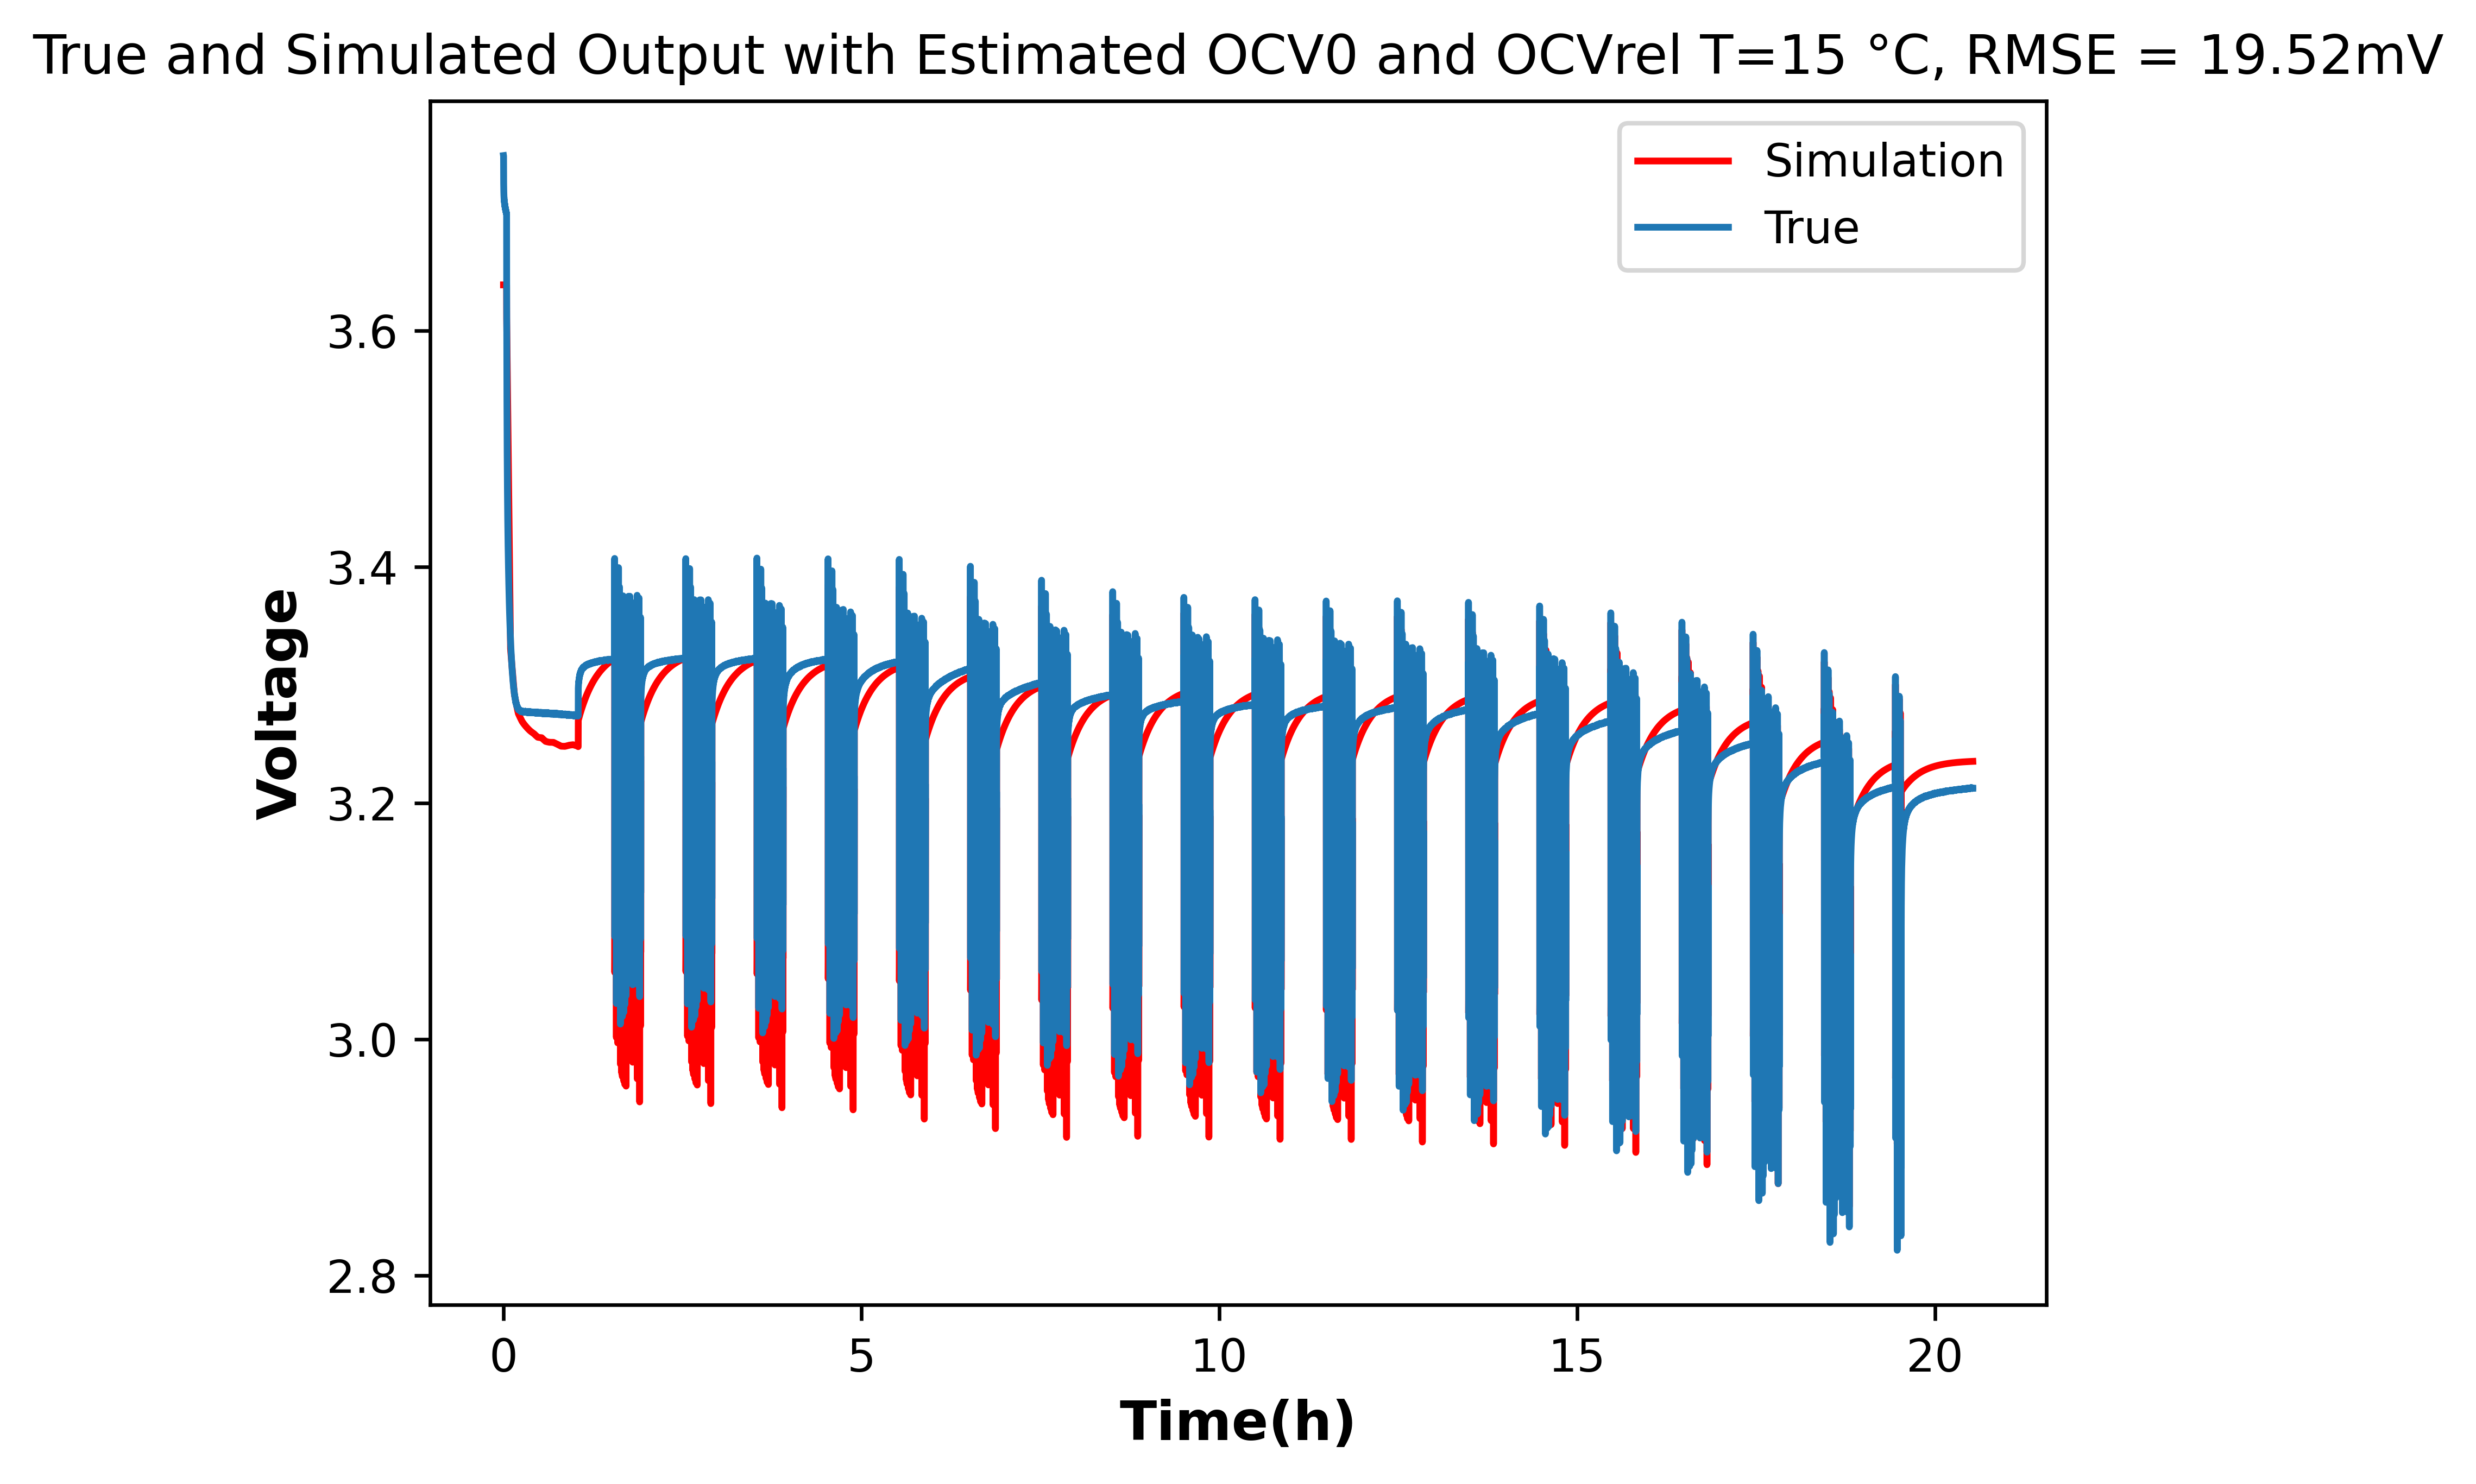 True and Simulated Output with Estimated OCV0 and OCVrel T=15 °C, RMSE = 19.52mV
Simulation
True
3.6
3.4
3.2
3.0
2.8
Voltage
0 5 10 15 20
Time(h)